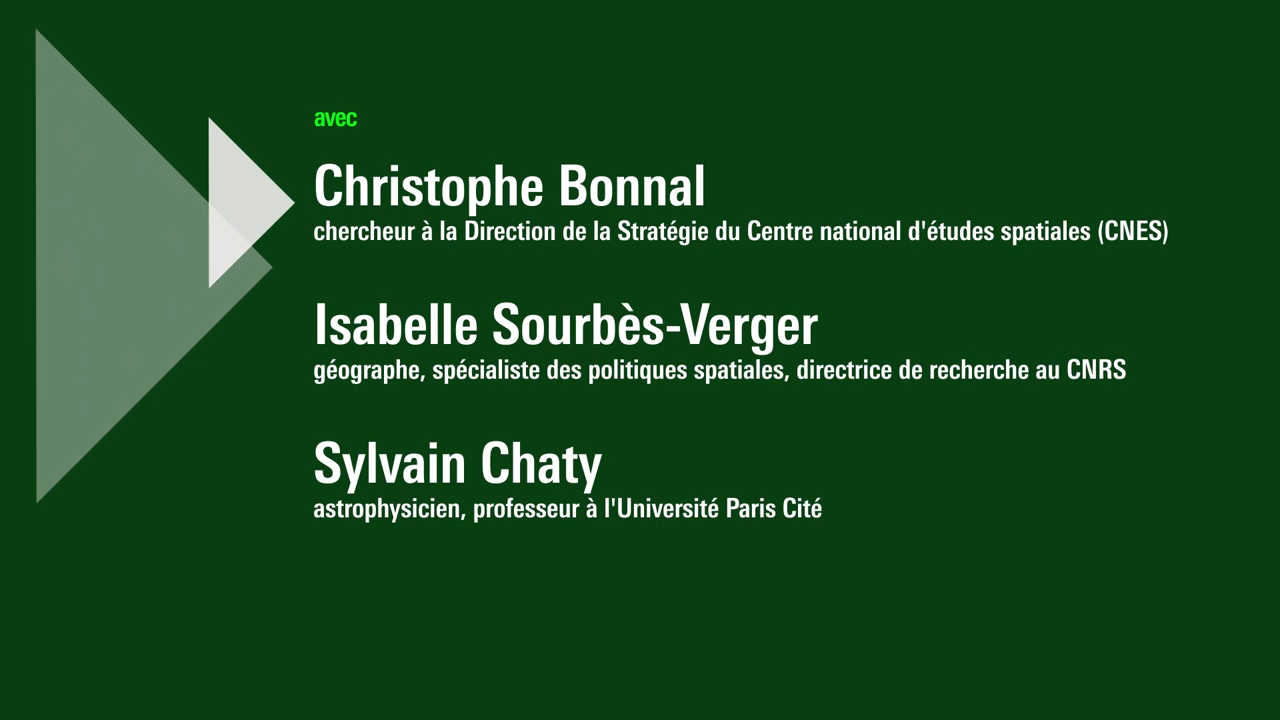 avec
Christophe Bonnal
chercheur à la Direction de la Stratégie du Centre national d'études spatiales (CNES)
Isabelle Sourbès-Verger
géographe, spécialiste des politiques spatiales, directrice de recherche au CNRS
Sylvain Chaty
astrophysicien, professeur à l'Université Paris Cité